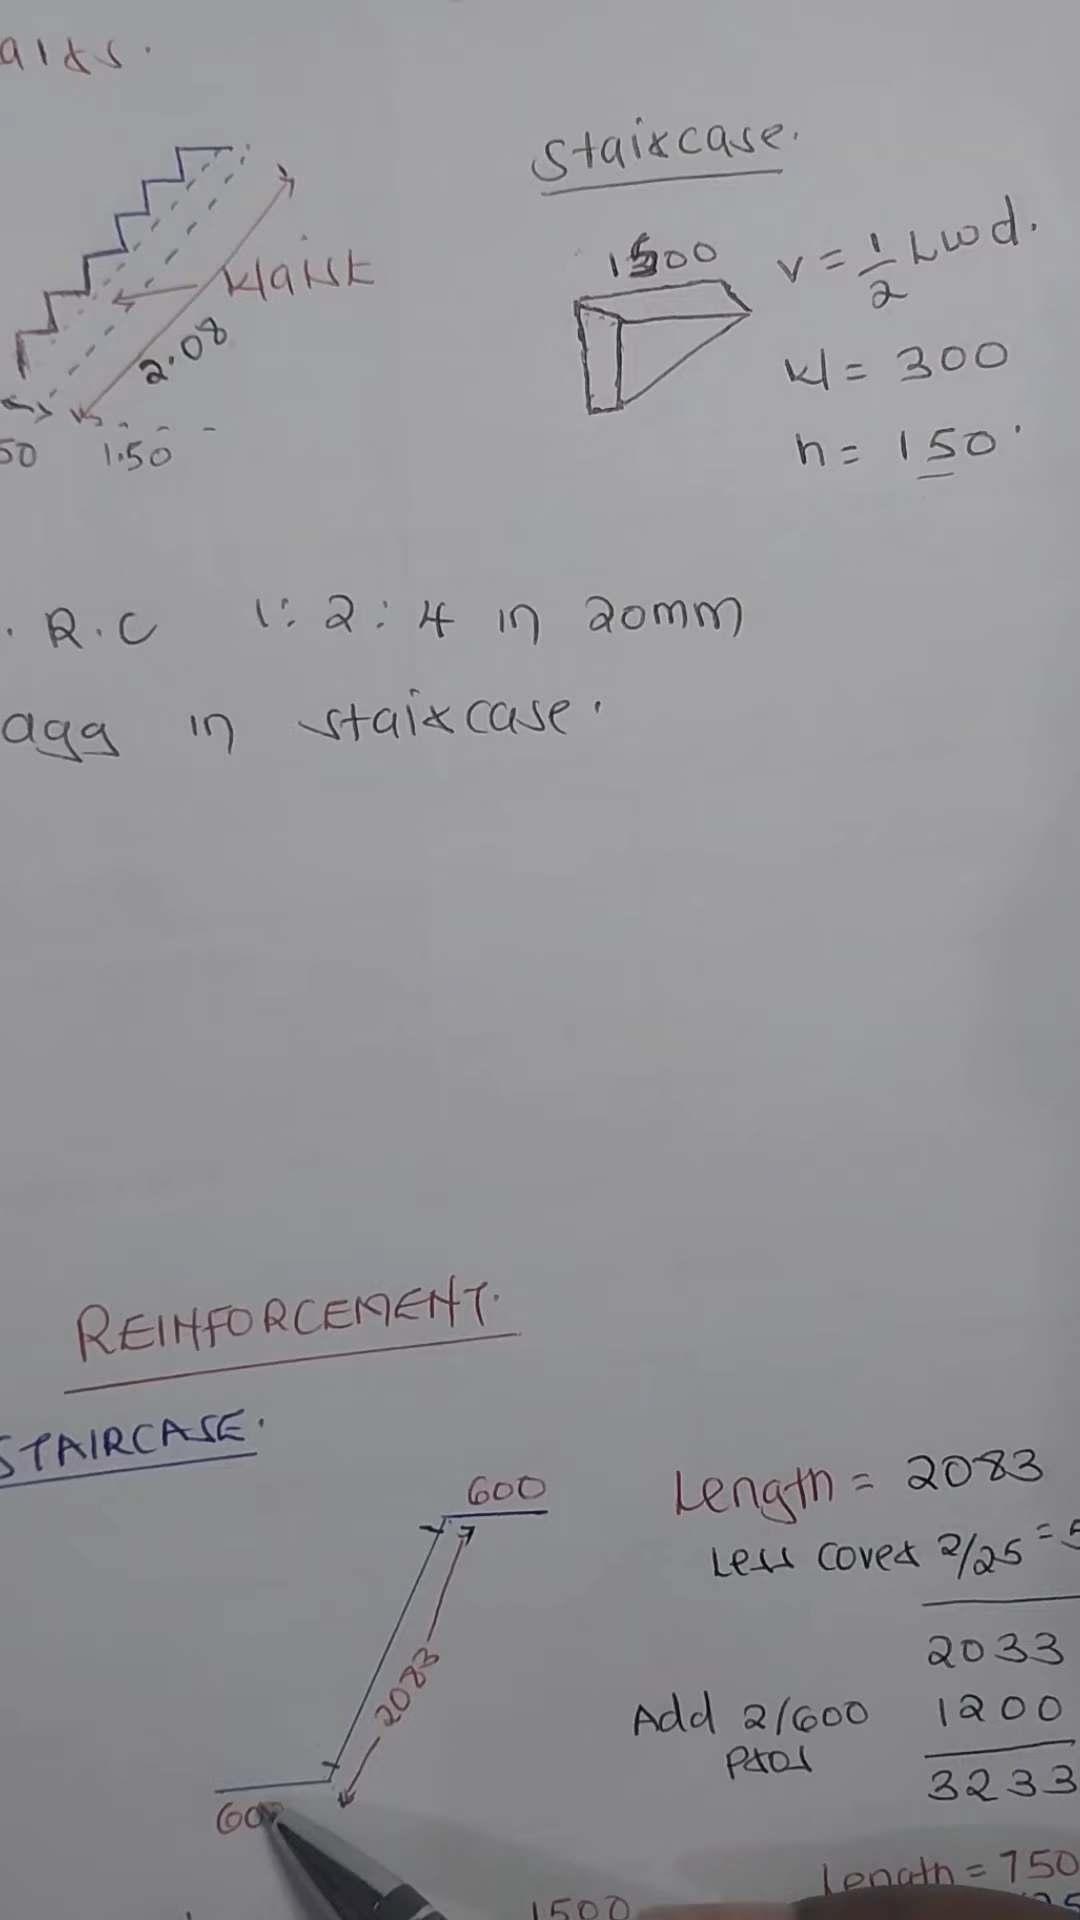 Staircase.
1500
v = 1/2 LWd.
Waist
2.08
W = 300
h = 150
50 1.50
. R.C 1:2:4 in 20mm
agg in staircase.
REINFORCEMENT.
STAIRCASE.
600
Length = 2083
Less cover 2/25 = 5
2033
2083
Add 2/600 1200
3233
600
Length = 750
1500